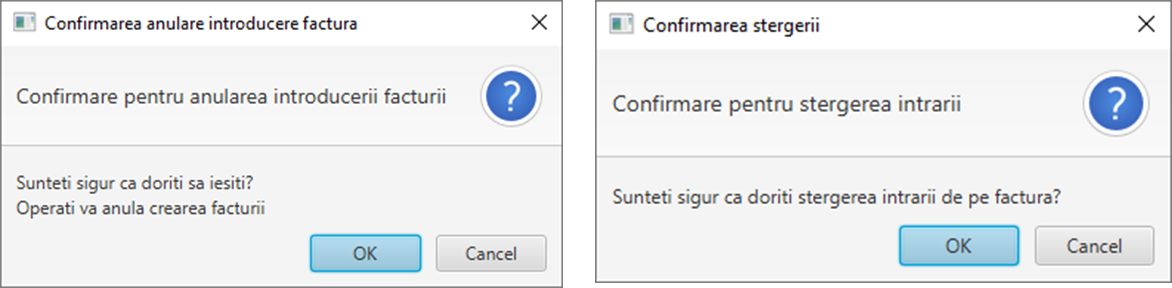 Confirmarea anulare introducere factura
Confirmare pentru anularea introducerii facturii
?
Sunteti sigur ca doriti sa iesiti?
Operati va anula crearea facturii
OK
Cancel
Confirmarea stergerii
Confirmare pentru stergerea intrarii
?
Sunteti sigur ca doriti stergerea intrarii de pe factura?
OK
Cancel